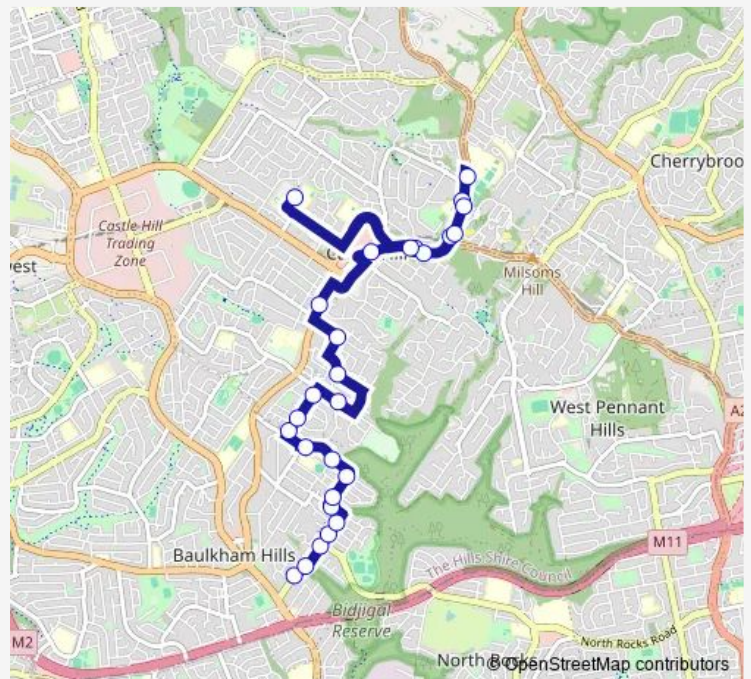 Cherrybroo
Castle Hill
Trading
Zone
est
Milsoms
Hill
West Pennant
Hills
A2
Baulkham Hills
M11
The Hills Shire Council
Bidjigal
Reserve
M2
North Rocks Road
North Rocks
© OpenStreetMap contributors